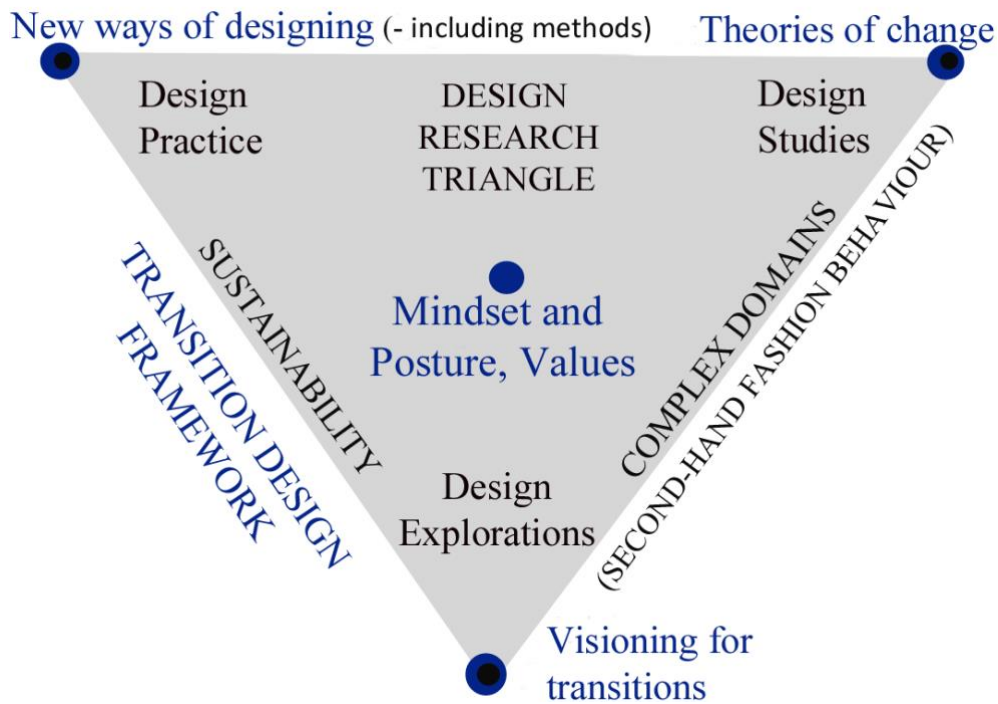 New ways of designing (- including methods)
Theories of change
Design
Practice
DESIGN
RESEARCH
TRIANGLE
Design
Studies
SUSTAINABILITY
TRANSITION DESIGN
FRAMEWORK
Mindset and
Posture, Values
COMPLEX DOMAINS
(SECOND-HAND FASHION BEHAVIOUR)
Design
Explorations
Visioning for
transitions